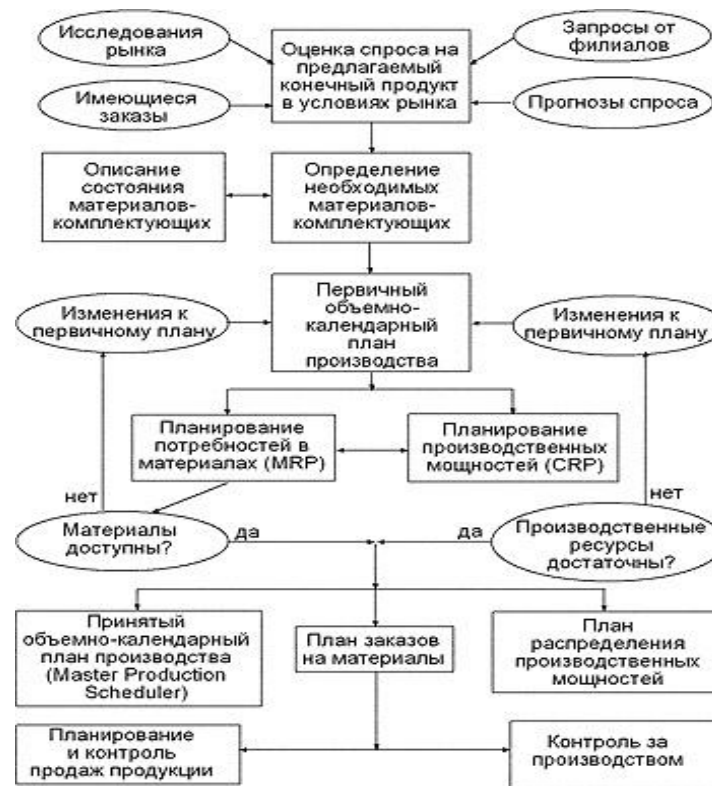 Исследования
рынка
Оценка спроса на
предлагаемый
конечный продукт
в условиях рынка
Запросы от
филиалов
Имеющиеся
заказы
Прогнозы спроса
Описание
состояния
материалов-
комплектующих
Определение
необходимых
материалов-
комплектующих
Изменения к
первичному плану
Первичный
объемно-
календарный
план
производства
Изменения к
первичному плану
Планирование
потребностей в
материалах (MRP)
Планирование
производственных
мощностей (CRP)
нет
нет
Материалы
доступны?
да
да
Производственные
ресурсы
достаточны?
Принятый
объемно-календарный
план производства
(Master Production
Scheduler)
План заказов
на материалы
План
распределения
производственных
мощностей
Планирование
и контроль
продаж продукции
Контроль за
производством